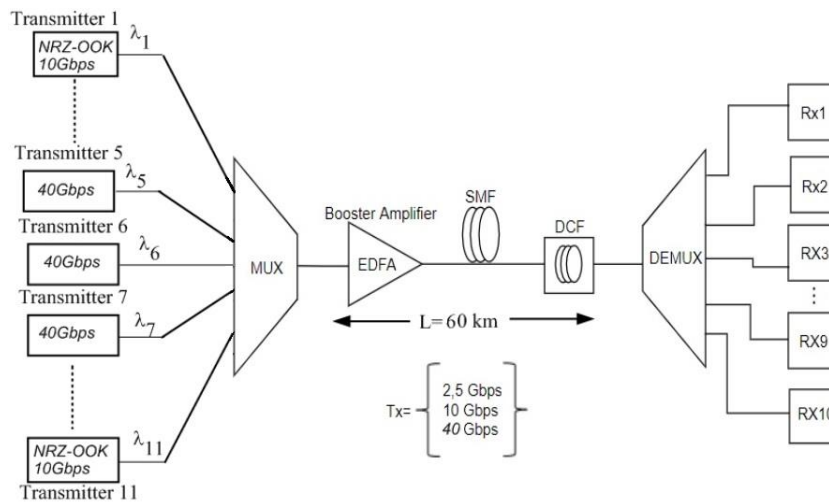 Transmitter 1
NRZ-OOK
10Gbps
λ1
Transmitter 5
40Gbps
λ5
Transmitter 6
40Gbps
λ6
Transmitter 7
40Gbps
λ7
NRZ-OOK
10Gbps
λ11
Transmitter 11
MUX
Booster Amplifier
EDFA
SMF
DCF
L= 60 km
Tx=
2,5 Gbps
10 Gbps
40 Gbps
DEMUX
Rx1
Rx2
RX3
RX9
RX10